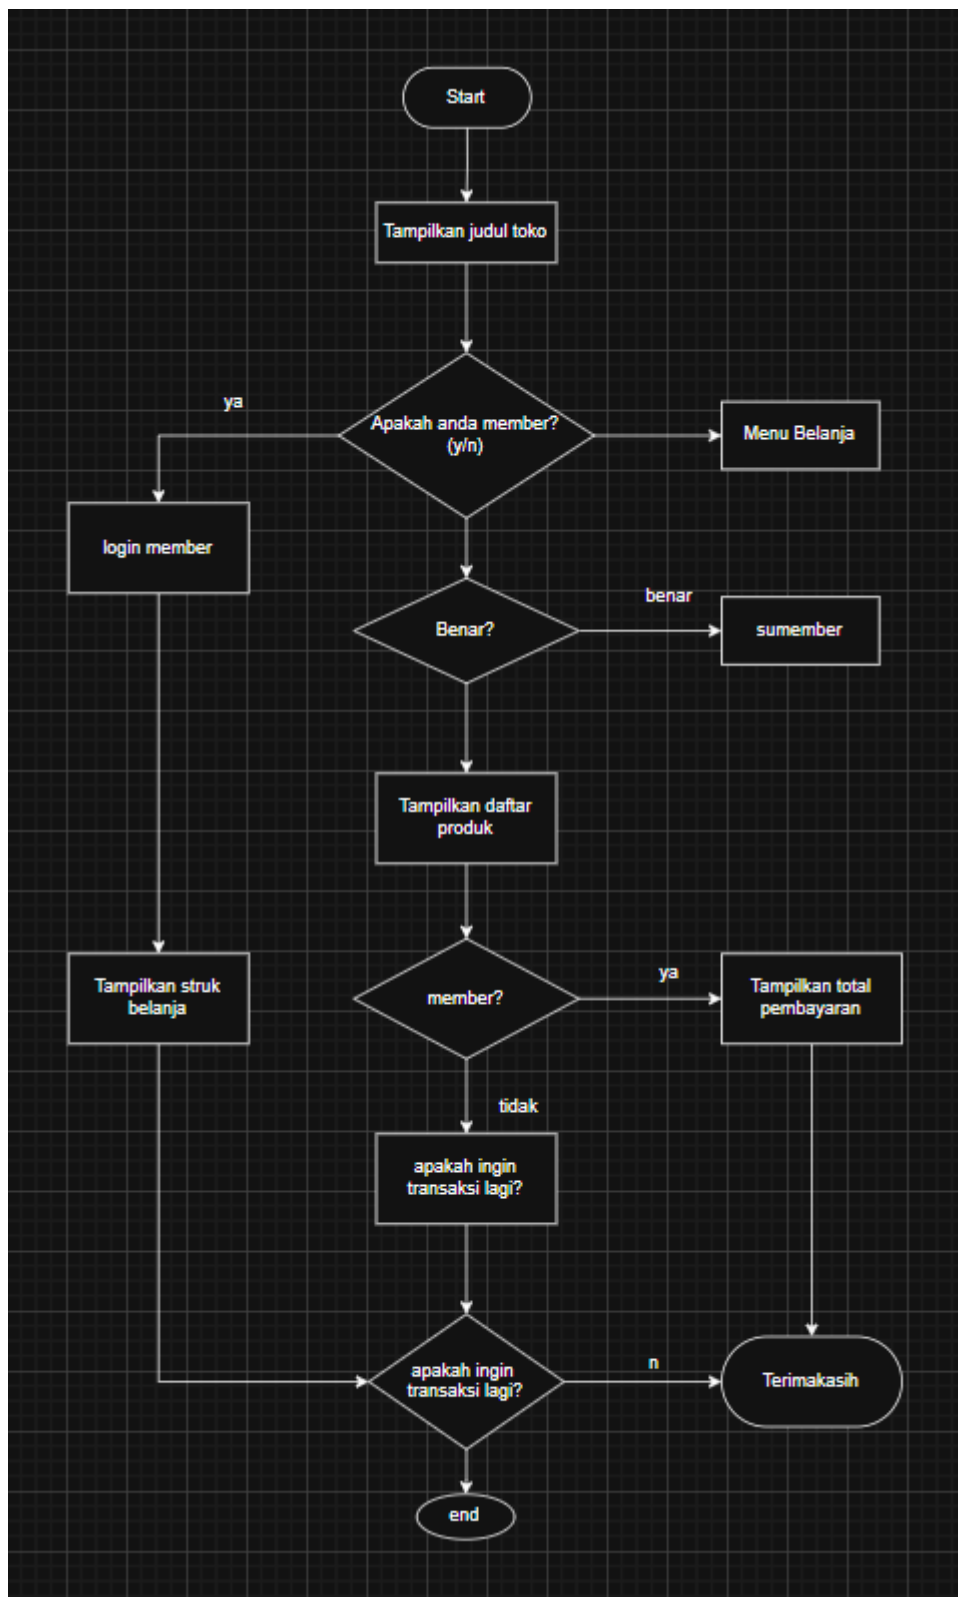 Start
Tampilkan judul toko
ya
Apakah anda member?
(y/n)
Menu Belanja
login member
Benar?
benar
sumember
Tampilkan daftar
produk
Tampilkan struk
belanja
member?
ya
Tampilkan total
pembayaran
tidak
apakah ingin
transaksi lagi?
apakah ingin
transaksi lagi?
n
Terimakasih
end